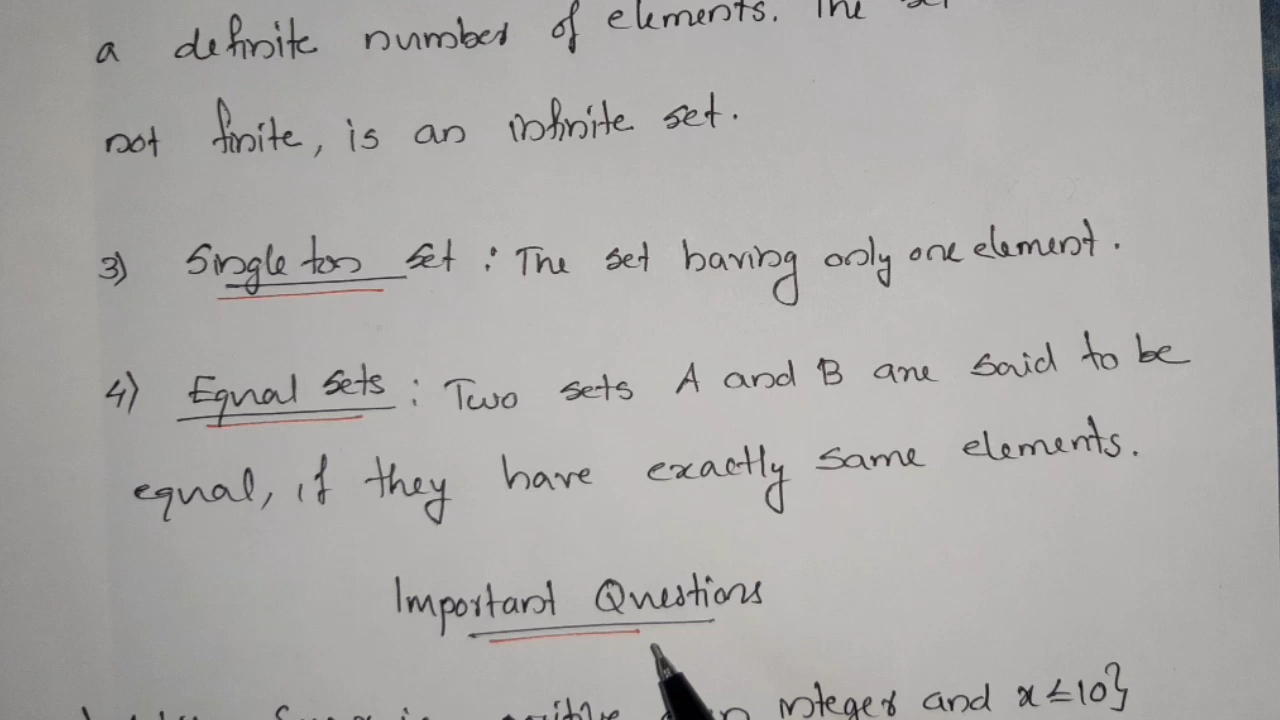 a definite number of elements. The set
not finite, is an infinite set.
3) Singleton set : The set having only one element.
4) Equal sets : Two sets A and B are said to be
equal, if they have exactly same elements.
Important Questions
integer and x ≤ 10}